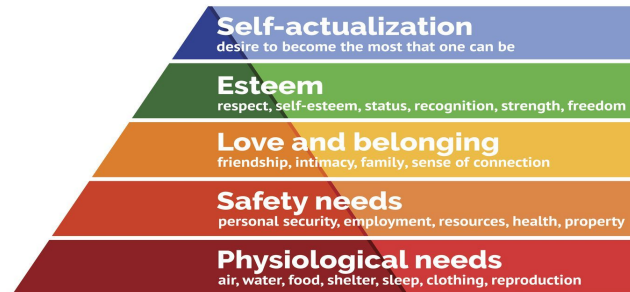 Self-actualization
desire to become the most that one can be
Esteem
respect, self-esteem, status, recognition, strength, freedom
Love and belonging
friendship, intimacy, family, sense of connection
Safety needs
personal security, employment, resources, health, property
Physiological needs
air, water, food, shelter, sleep, clothing, reproduction